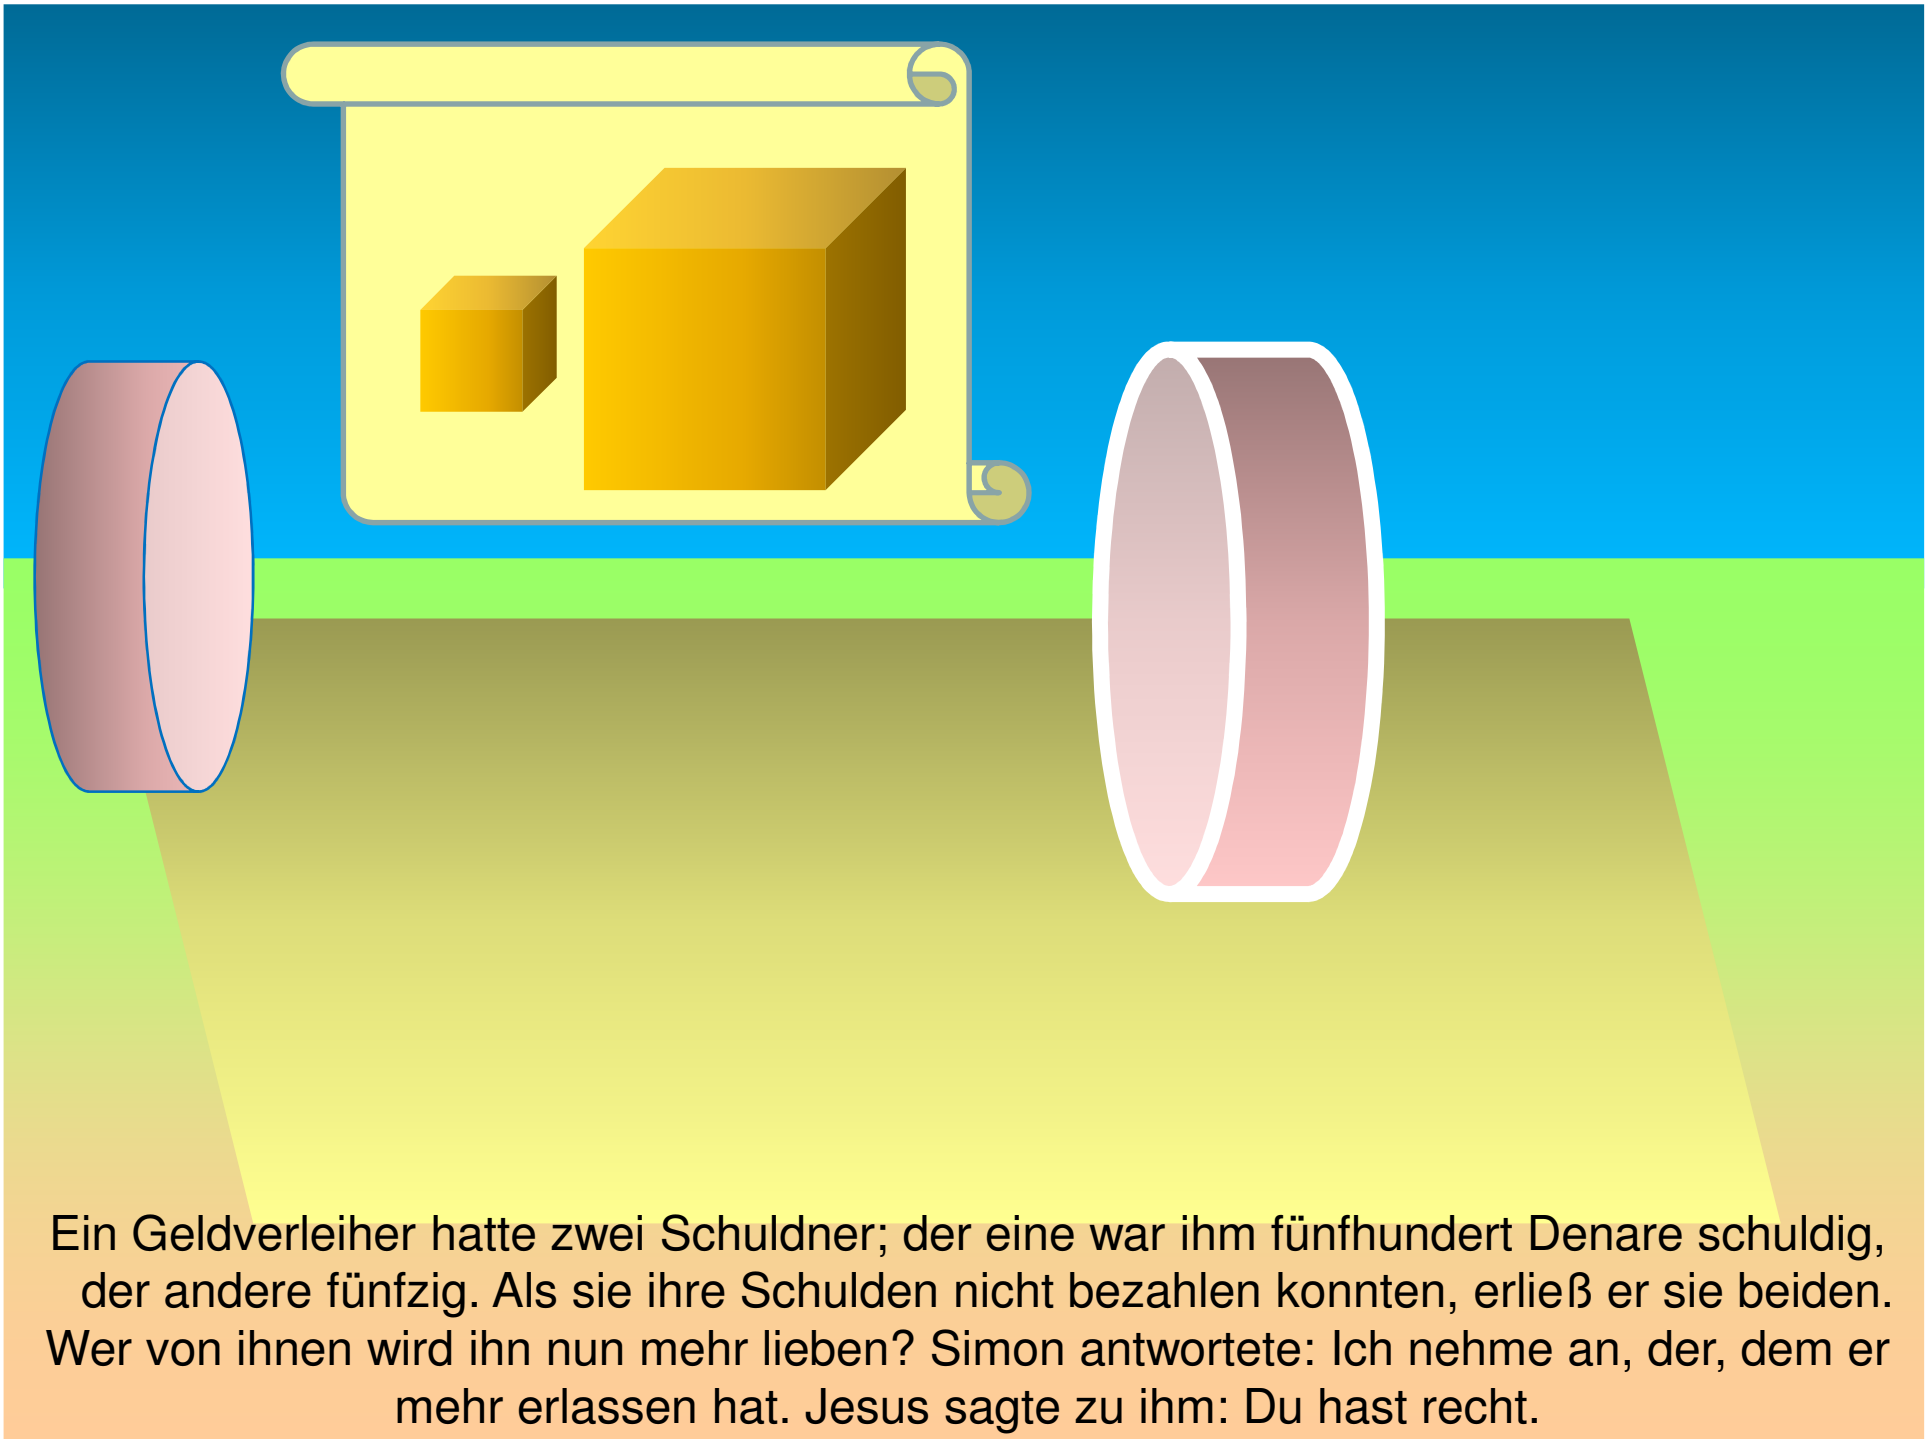 Ein Geldverleiher hatte zwei Schuldner; der eine war ihm fünfhundert Denare schuldig,
der andere fünfzig. Als sie ihre Schulden nicht bezahlen konnten, erließ er sie beiden.
Wer von ihnen wird ihn nun mehr lieben? Simon antwortete: Ich nehme an, der, dem er
mehr erlassen hat. Jesus sagte zu ihm: Du hast recht.